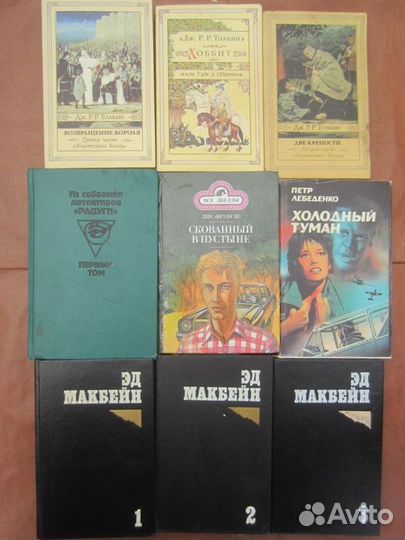 Дж. Р.Р. Толкин
ВОЗВРАЩЕНИЕ КОРОЛЯ
Третья часть
«Властелина Колец»
«Дж. Р. Р. Толкин»
Хоббит
или Туда и Обратно
Дж. Р.Р. Толкин
ДВЕ КРЕПОСТИ
Вторая часть
«Властелина Колец»
Из собрания
детективов
«РАДУГИ»
ПЕРВЫЙ
ТОМ
ВСЕ ЗВЕЗДЫ
ДИК ФРЕНСИС
СКОВАННЫЙ
В ПУСТЫНЕ
ПЕТР
ЛЕБЕДЕНКО
ХОЛОДНЫЙ
ТУМАН
ЭД
МАКБЕЙН
1
ЭД
МАКБЕЙН
2
ЭД
МАКБЕЙН
3
Avito